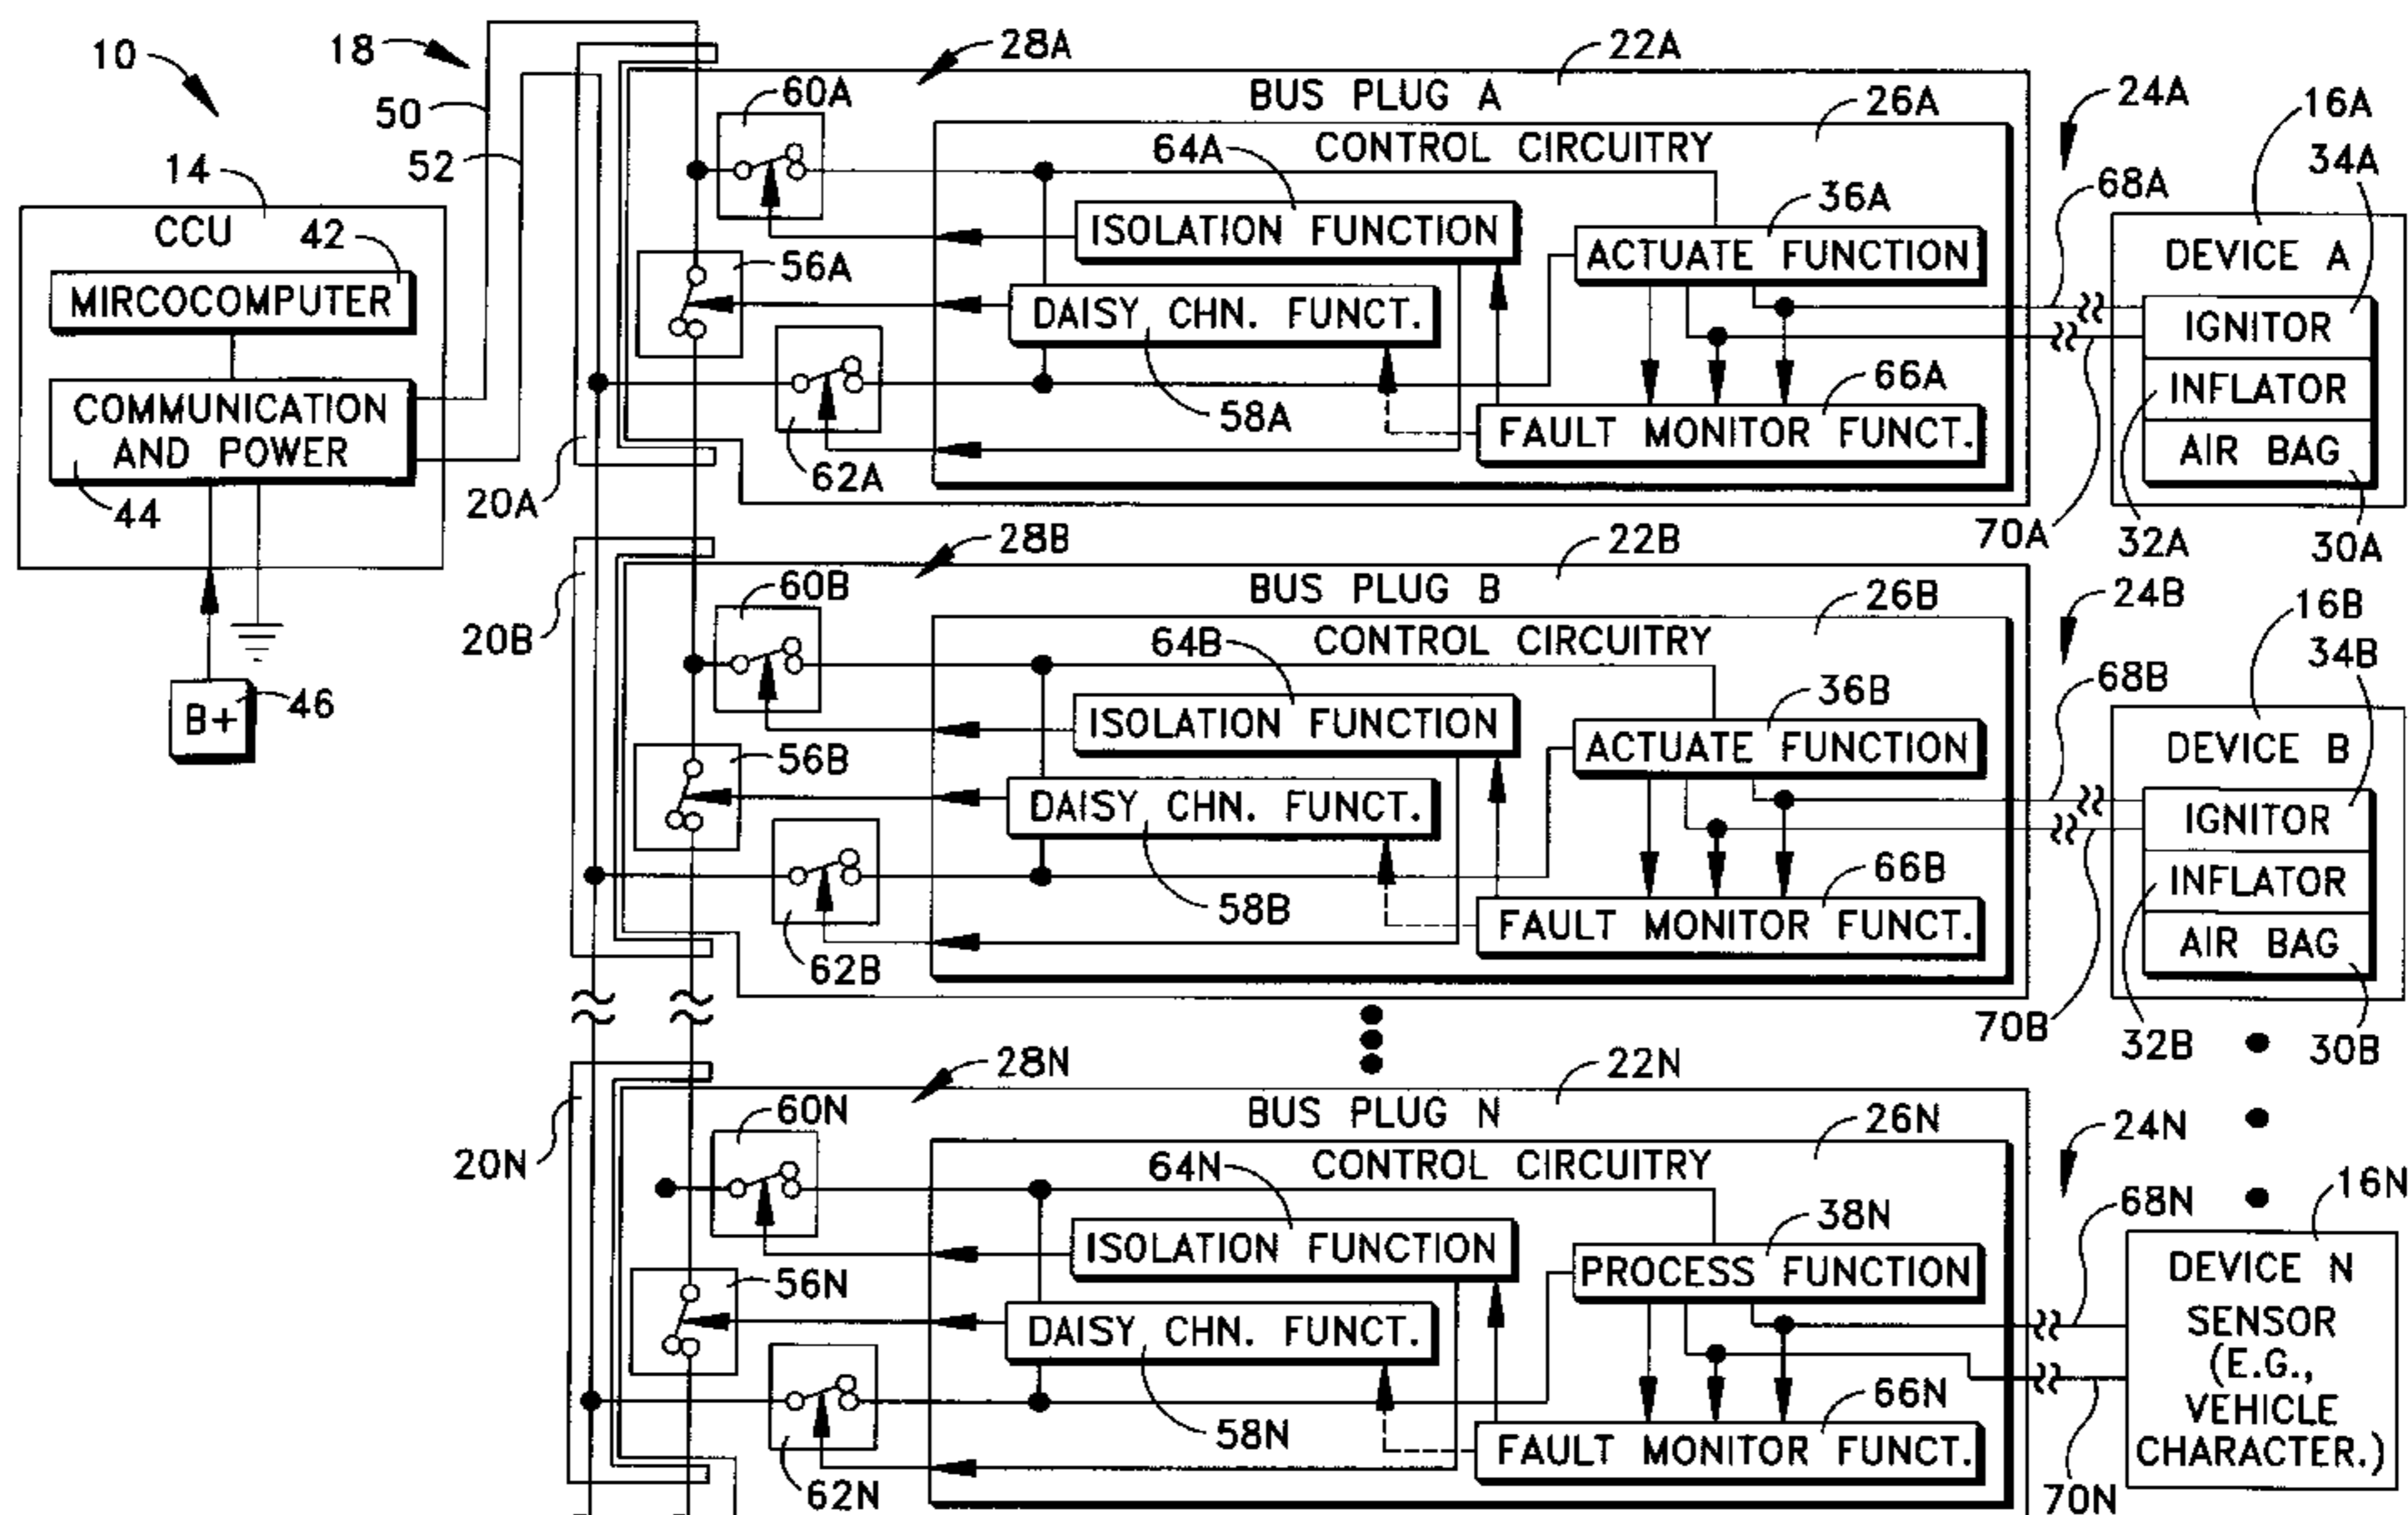 10
18
50
52
14
CCU
42
MIRCOCOMPUTER
COMMUNICATION
AND POWER
44
B+
46
28A
22A
60A
BUS PLUG A
26A
24A
16A
64A
CONTROL CIRCUITRY
34A
68A
ISOLATION FUNCTION
36A
ACTUATE FUNCTION
DEVICE A
56A
DAISY CHN. FUNCT.
IGNITOR
INFLATOR
AIR BAG
66A
58A
FAULT MONITOR FUNCT.
62A
20A
70A
32A
30A
28B
22B
60B
BUS PLUG B
26B
24B
16B
20B
64B
CONTROL CIRCUITRY
34B
68B
36B
ISOLATION FUNCTION
ACTUATE FUNCTION
DEVICE B
56B
DAISY CHN. FUNCT.
IGNITOR
INFLATOR
AIR BAG
66B
58B
FAULT MONITOR FUNCT.
62B
70B
32B
30B
28N
22N
60N
BUS PLUG N
26N
24N
20N
64N
CONTROL CIRCUITRY
16N
68N
38N
ISOLATION FUNCTION
PROCESS FUNCTION
DEVICE N
SENSOR
(E.G.,
VEHICLE
CHARACTER.)
56N
DAISY CHN. FUNCT.
66N
58N
FAULT MONITOR FUNCT.
62N
70N